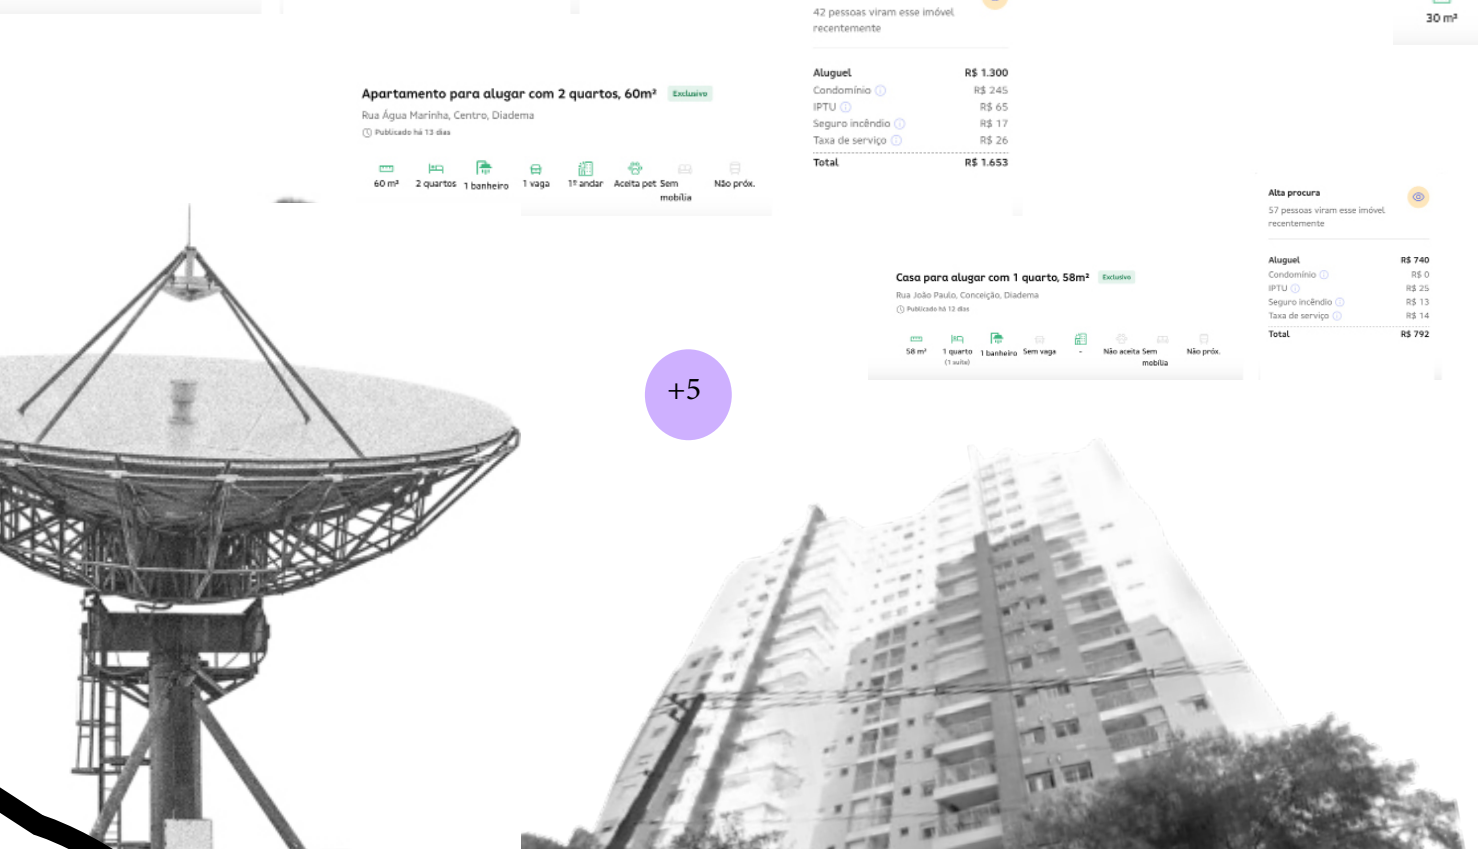 42 pessoas viram esse imóvel
recentemente
30 m²
Apartamento para alugar com 2 quartos, 60m² Exclusivo
Rua Água Marinha, Centro, Diadema
Publicado há 13 dias
60 m² 2 quartos 1 banheiro 1 vaga 1º andar Aceita pet Sem mobília Não próx.
Aluguel R$ 1.300
Condomínio R$ 245
IPTU R$ 65
Seguro incêndio R$ 17
Taxa de serviço R$ 26
Total R$ 1.653
Alta procura
57 pessoas viram esse imóvel
recentemente
Casa para alugar com 1 quarto, 58m² Exclusivo
Rua João Paulo, Conceição, Diadema
Publicado há 12 dias
58 m² 1 quarto (1 suíte) 1 banheiro Sem vaga - Não aceita Sem mobília Não próx.
Aluguel R$ 740
Condomínio R$ 0
IPTU R$ 25
Seguro incêndio R$ 13
Taxa de serviço R$ 14
Total R$ 792
+5